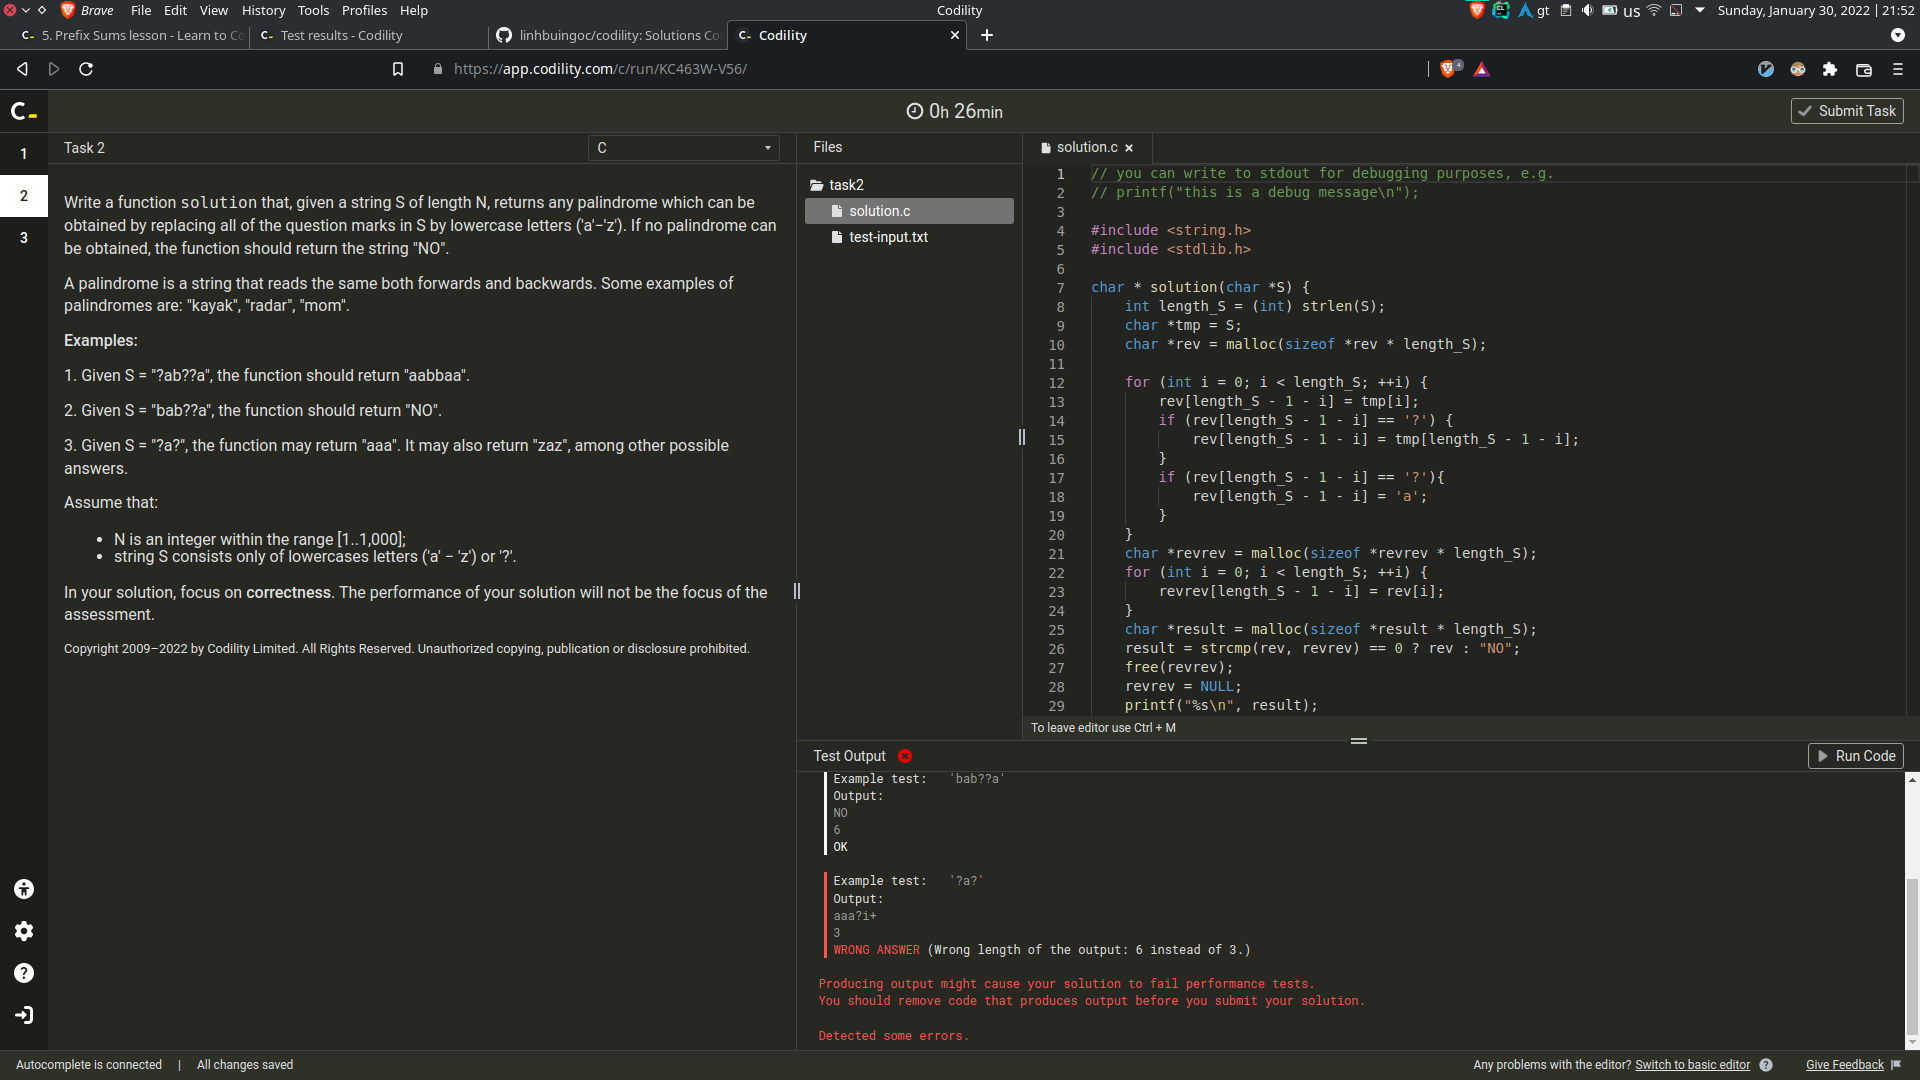 Brave File Edit View History Tools Profiles Help
Codility
gt us Sunday, January 30, 2022 | 21:52
5. Prefix Sums lesson - Learn to Co
Test results - Codility
linhbuingoc/codility: Solutions Co
Codility
https://app.codility.com/c/run/KC463W-V56/
4
0h 26min
Submit Task
1
2
3
Task 2
C
Write a function solution that, given a string S of length N, returns any palindrome which can be
obtained by replacing all of the question marks in S by lowercase letters ('a'−'z'). If no palindrome can
be obtained, the function should return the string "NO".
A palindrome is a string that reads the same both forwards and backwards. Some examples of
palindromes are: "kayak", "radar", "mom".
Examples:
1. Given S = "?ab??a", the function should return "aabbaa".
2. Given S = "bab??a", the function should return "NO".
3. Given S = "?a?", the function may return "aaa". It may also return "zaz", among other possible
answers.
Assume that:
• N is an integer within the range [1..1,000];
• string S consists only of lowercases letters ('a' − 'z') or '?'.
In your solution, focus on correctness. The performance of your solution will not be the focus of the
assessment.
Copyright 2009–2022 by Codility Limited. All Rights Reserved. Unauthorized copying, publication or disclosure prohibited.
Files
task2
solution.c
test-input.txt
solution.c
1 // you can write to stdout for debugging purposes, e.g.
2 // printf("this is a debug message\n");
3
4 #include <string.h>
5 #include <stdlib.h>
6
7 char * solution(char *S) {
8 int length_S = (int) strlen(S);
9 char *tmp = S;
10 char *rev = malloc(sizeof *rev * length_S);
11
12 for (int i = 0; i < length_S; ++i) {
13 rev[length_S - 1 - i] = tmp[i];
14 if (rev[length_S - 1 - i] == '?') {
15 rev[length_S - 1 - i] = tmp[length_S - 1 - i];
16 }
17 if (rev[length_S - 1 - i] == '?'){
18 rev[length_S - 1 - i] = 'a';
19 }
20 }
21 char *revrev = malloc(sizeof *revrev * length_S);
22 for (int i = 0; i < length_S; ++i) {
23 revrev[length_S - 1 - i] = rev[i];
24 }
25 char *result = malloc(sizeof *result * length_S);
26 result = strcmp(rev, revrev) == 0 ? rev : "NO";
27 free(revrev);
28 revrev = NULL;
29 printf("%s\n", result);
To leave editor use Ctrl + M
Test Output
Run Code
Example test: 'bab??a'
Output:
NO
6
OK
Example test: '?a?'
Output:
aaa?i+
3
WRONG ANSWER (Wrong length of the output: 6 instead of 3.)
Producing output might cause your solution to fail performance tests.
You should remove code that produces output before you submit your solution.
Detected some errors.
Autocomplete is connected | All changes saved
Any problems with the editor? Switch to basic editor ? Give Feedback